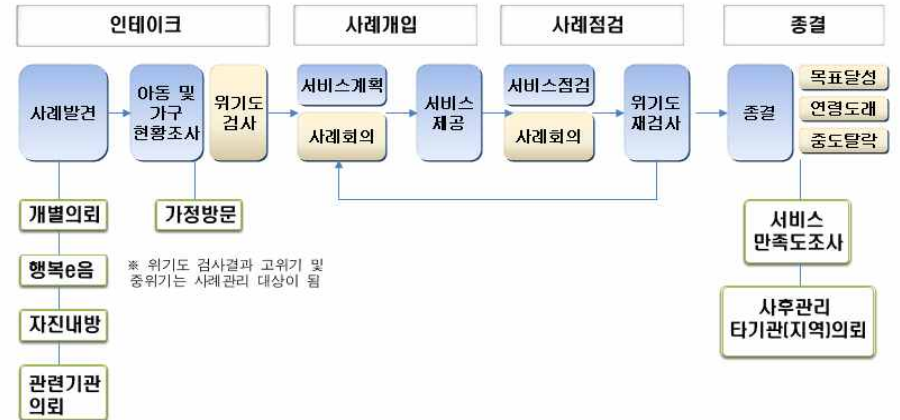 인테이크
사례개입
사례점검
종결
사례발견
아동 및
가구
현황조사
위기도
검사
서비스계획
사례회의
서비스
제공
서비스점검
사례회의
위기도
재검사
종결
목표달성
연령도래
중도탈락
개별의뢰
행복e음
자진내방
관련기관
의뢰
가정방문
※ 위기도 검사결과 고위기 및
중위기는 사례관리 대상이 됨
서비스
만족도조사
사후관리
타기관(지역)의뢰